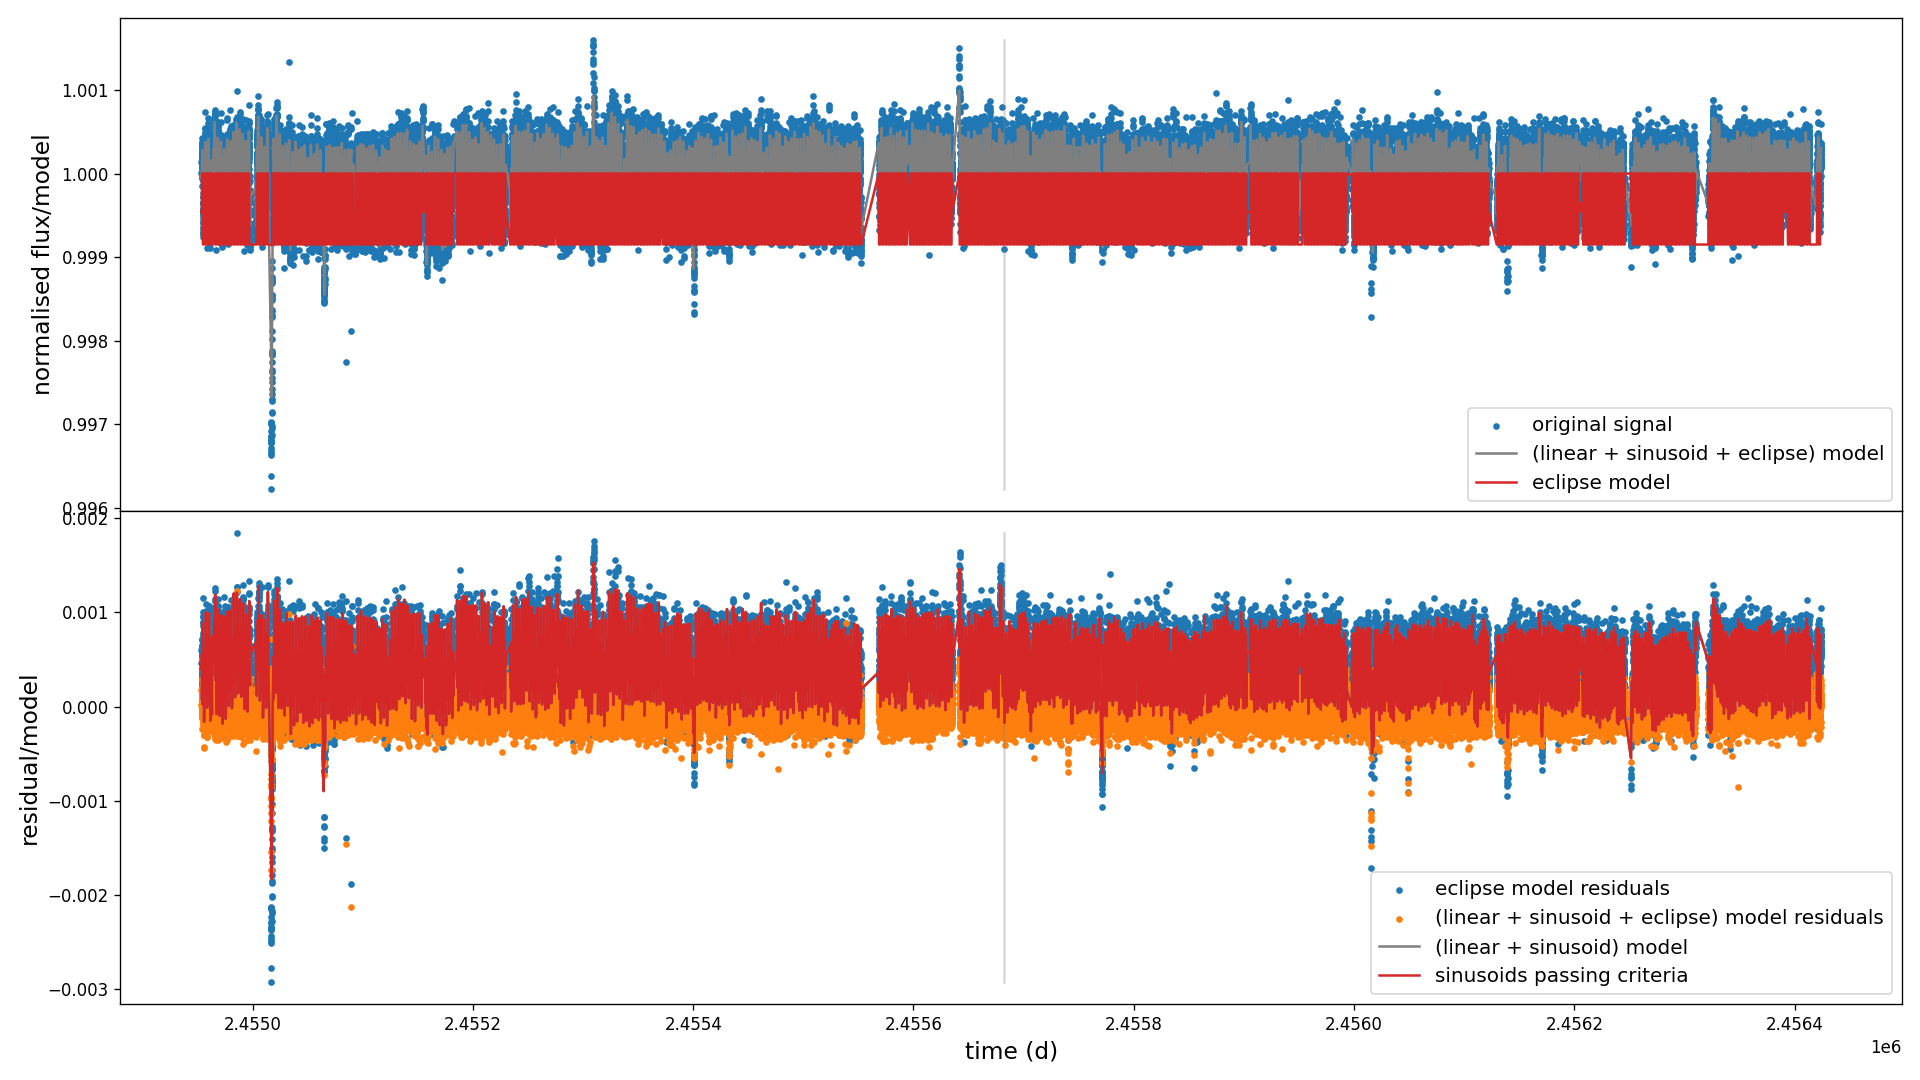 normalised flux/model
1.001
1.000
0.999
0.998
0.997
0.996
original signal
(linear + sinusoid + eclipse) model
eclipse model
residual/model
0.002
0.001
0.000
−0.001
−0.002
−0.003
eclipse model residuals
(linear + sinusoid + eclipse) model residuals
(linear + sinusoid) model
sinusoids passing criteria
2.4550 2.4552 2.4554 2.4556 2.4558 2.4560 2.4562 2.4564
time (d)
1e6